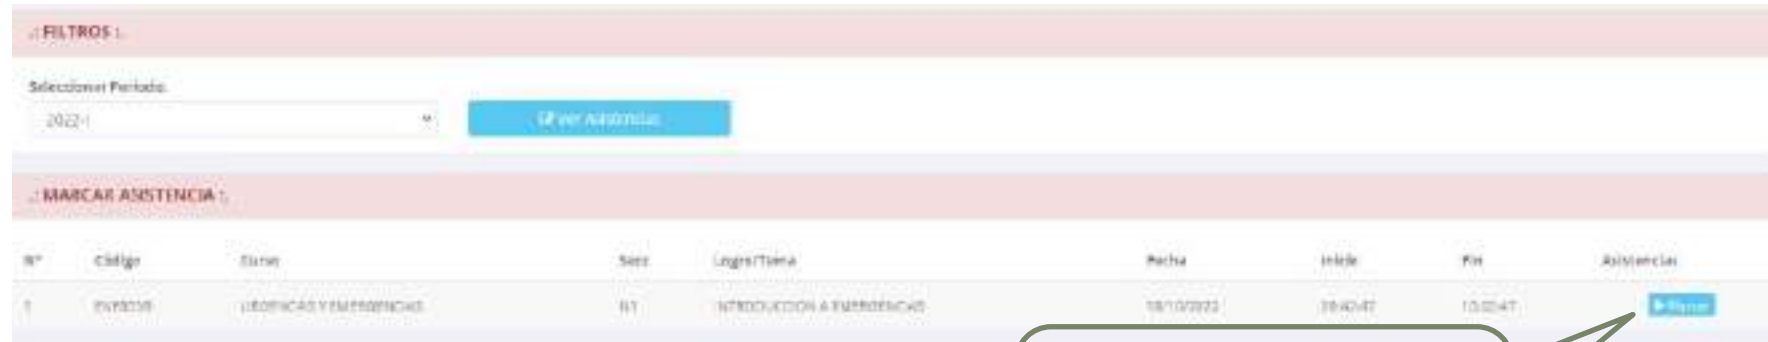 .: FILTROS :.
Seleccionar Periodo:
2022-I
Ver Asistencias
.: MARCAR ASISTENCIA :.
N° Código Curso Secc Logro/Tema Fecha Inicio Fin Asistencias
1 URGENCIAS Y EMERGENCIAS INTRODUCCION A EMERGENCIAS Marcar